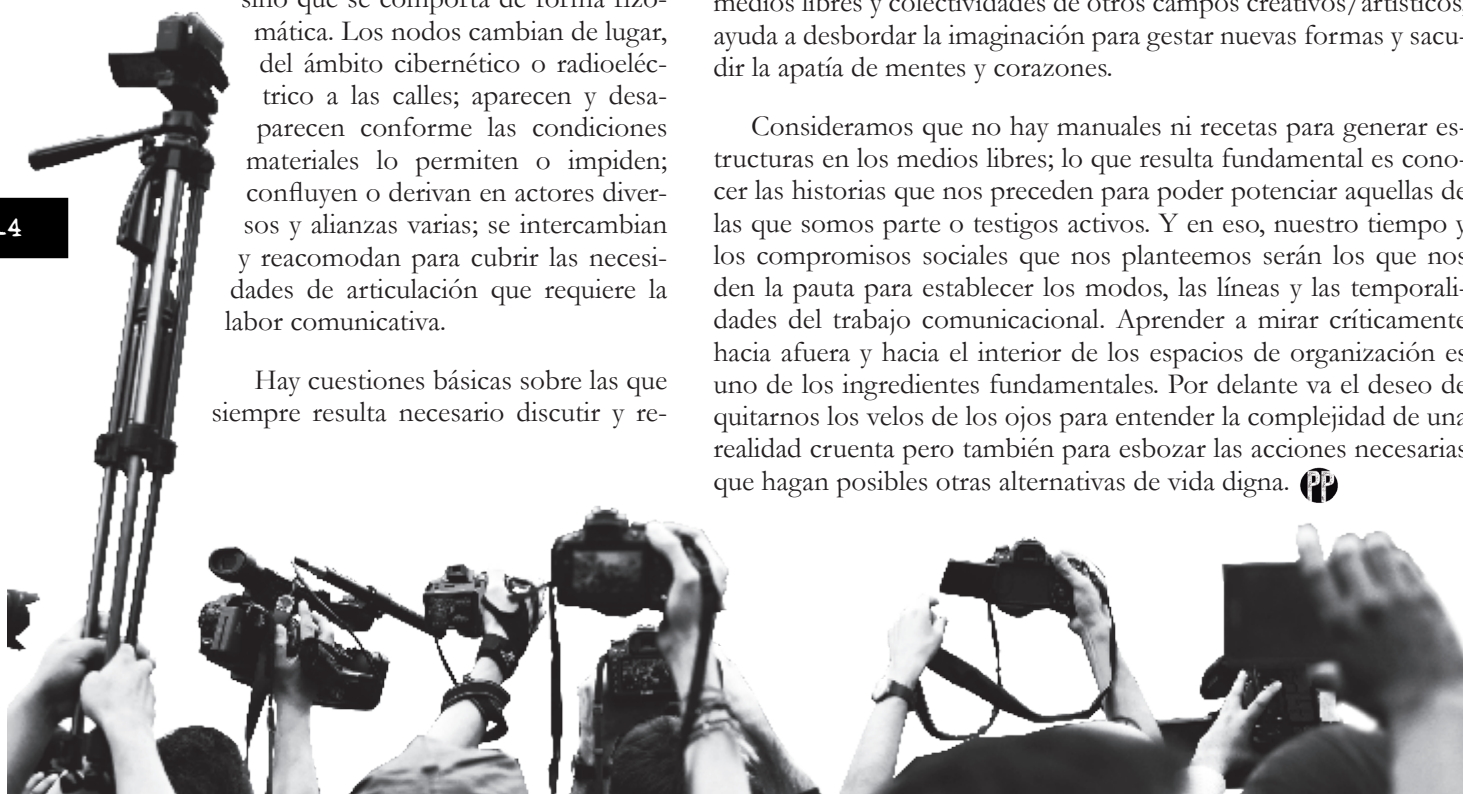 sino que se comporta de forma rizo-
mática. Los nodos cambian de lugar,
del ámbito cibernético o radioeléc-
trico a las calles; aparecen y desa-
parecen conforme las condiciones
materiales lo permiten o impiden;
confluyen o derivan en actores diver-
sos y alianzas varias; se intercambian
y reacomodan para cubrir las necesi-
dades de articulación que requiere la
labor comunicativa.
Hay cuestiones básicas sobre las que
siempre resulta necesario discutir y re-
medios libres y colectividades de otros campos creativos/artísticos,
ayuda a desbordar la imaginación para gestar nuevas formas y sacu-
dir la apatía de mentes y corazones.
Consideramos que no hay manuales ni recetas para generar es-
tructuras en los medios libres; lo que resulta fundamental es cono-
cer las historias que nos preceden para poder potenciar aquellas de
las que somos parte o testigos activos. Y en eso, nuestro tiempo y
los compromisos sociales que nos planteemos serán los que nos
den la pauta para establecer los modos, las líneas y las temporali-
dades del trabajo comunicacional. Aprender a mirar críticamente
hacia afuera y hacia el interior de los espacios de organización es
uno de los ingredientes fundamentales. Por delante va el deseo de
quitarnos los velos de los ojos para entender la complejidad de una
realidad cruenta pero también para esbozar las acciones necesarias
que hagan posibles otras alternativas de vida digna. PP